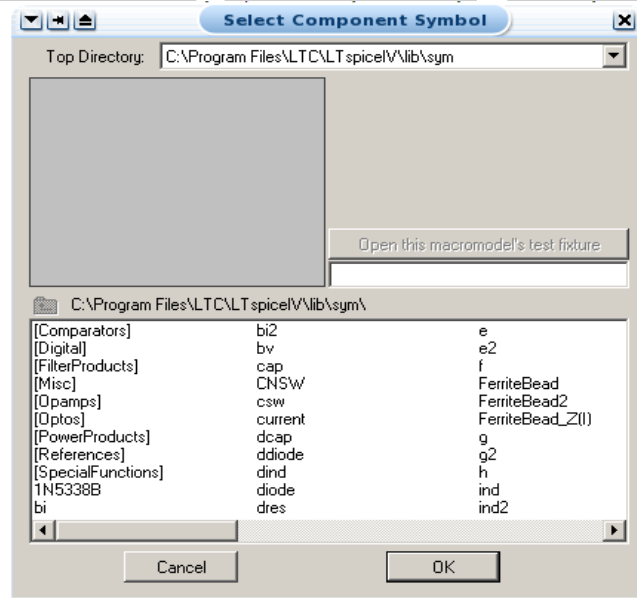 Select Component Symbol
Top Directory: C:\Program Files\LTC\LTspiceIV\lib\sym
Open this macromodel's test fixture
C:\Program Files\LTC\LTspiceIV\lib\sym\
[Comparators] bi2 e
[Digital] bv e2
[FilterProducts] cap f
[Misc] CNSW FerriteBead
[Opamps] csw FerriteBead2
[Optos] current FerriteBead_Z(I)
[PowerProducts] dcap g
[References] ddiode g2
[SpecialFunctions] dind h
1N5338B diode ind
bi dres ind2
Cancel OK